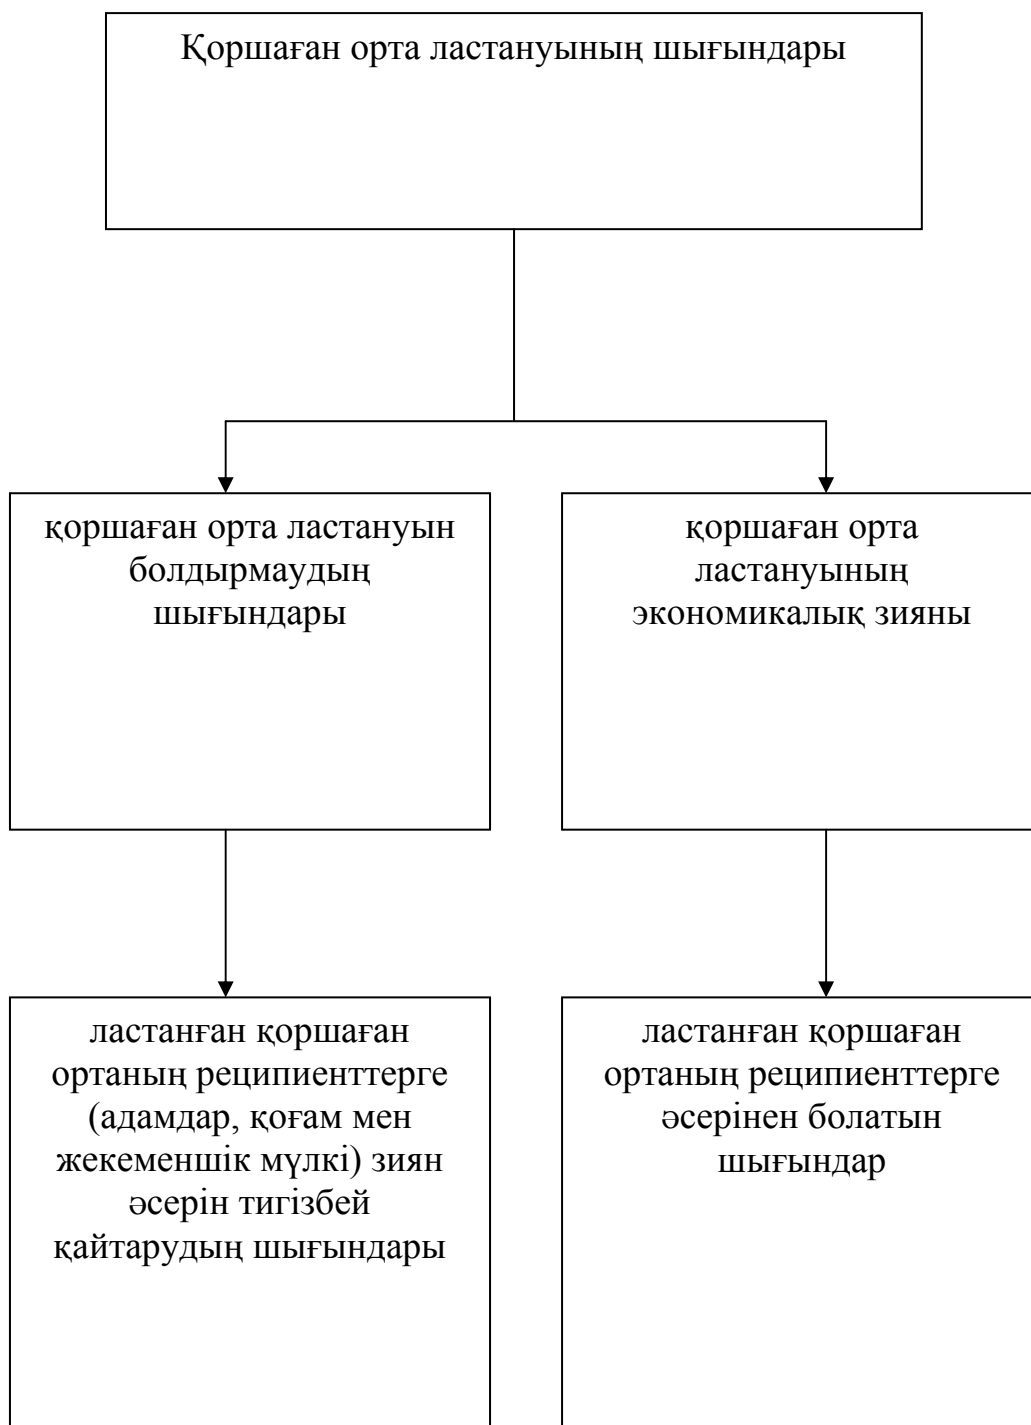 Қоршаған орта ластануының шығындары
қоршаған орта ластануын
болдырмаудың
шығындары
қоршаған орта
ластануының
экономикалық зияны
ластанған қоршаған
ортаның реципиенттерге
(адамдар, қоғам мен
жекеменшік мүлкі) зиян
әсерін тигізбей
қайтарудың шығындары
ластанған қоршаған
ортаның реципиенттерге
әсерінен болатын
шығындар